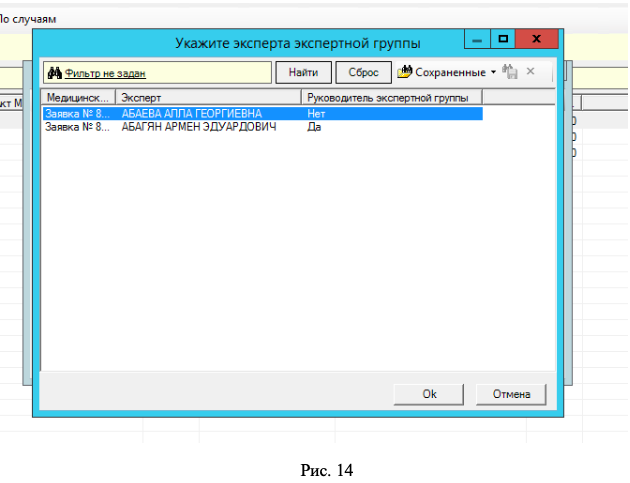 По случаям
Укажите эксперта экспертной группы
Фильтр не задан
Найти
Сброс
Сохраненные
кт М
Медицинск... Эксперт Руководитель экспертной группы
Заявка № 8... АБАЕВА АЛЛА ГЕОРГИЕВНА Нет
Заявка № 8... АБАГЯН АРМЕН ЭДУАРДОВИЧ Да
Ok
Отмена
Рис. 14